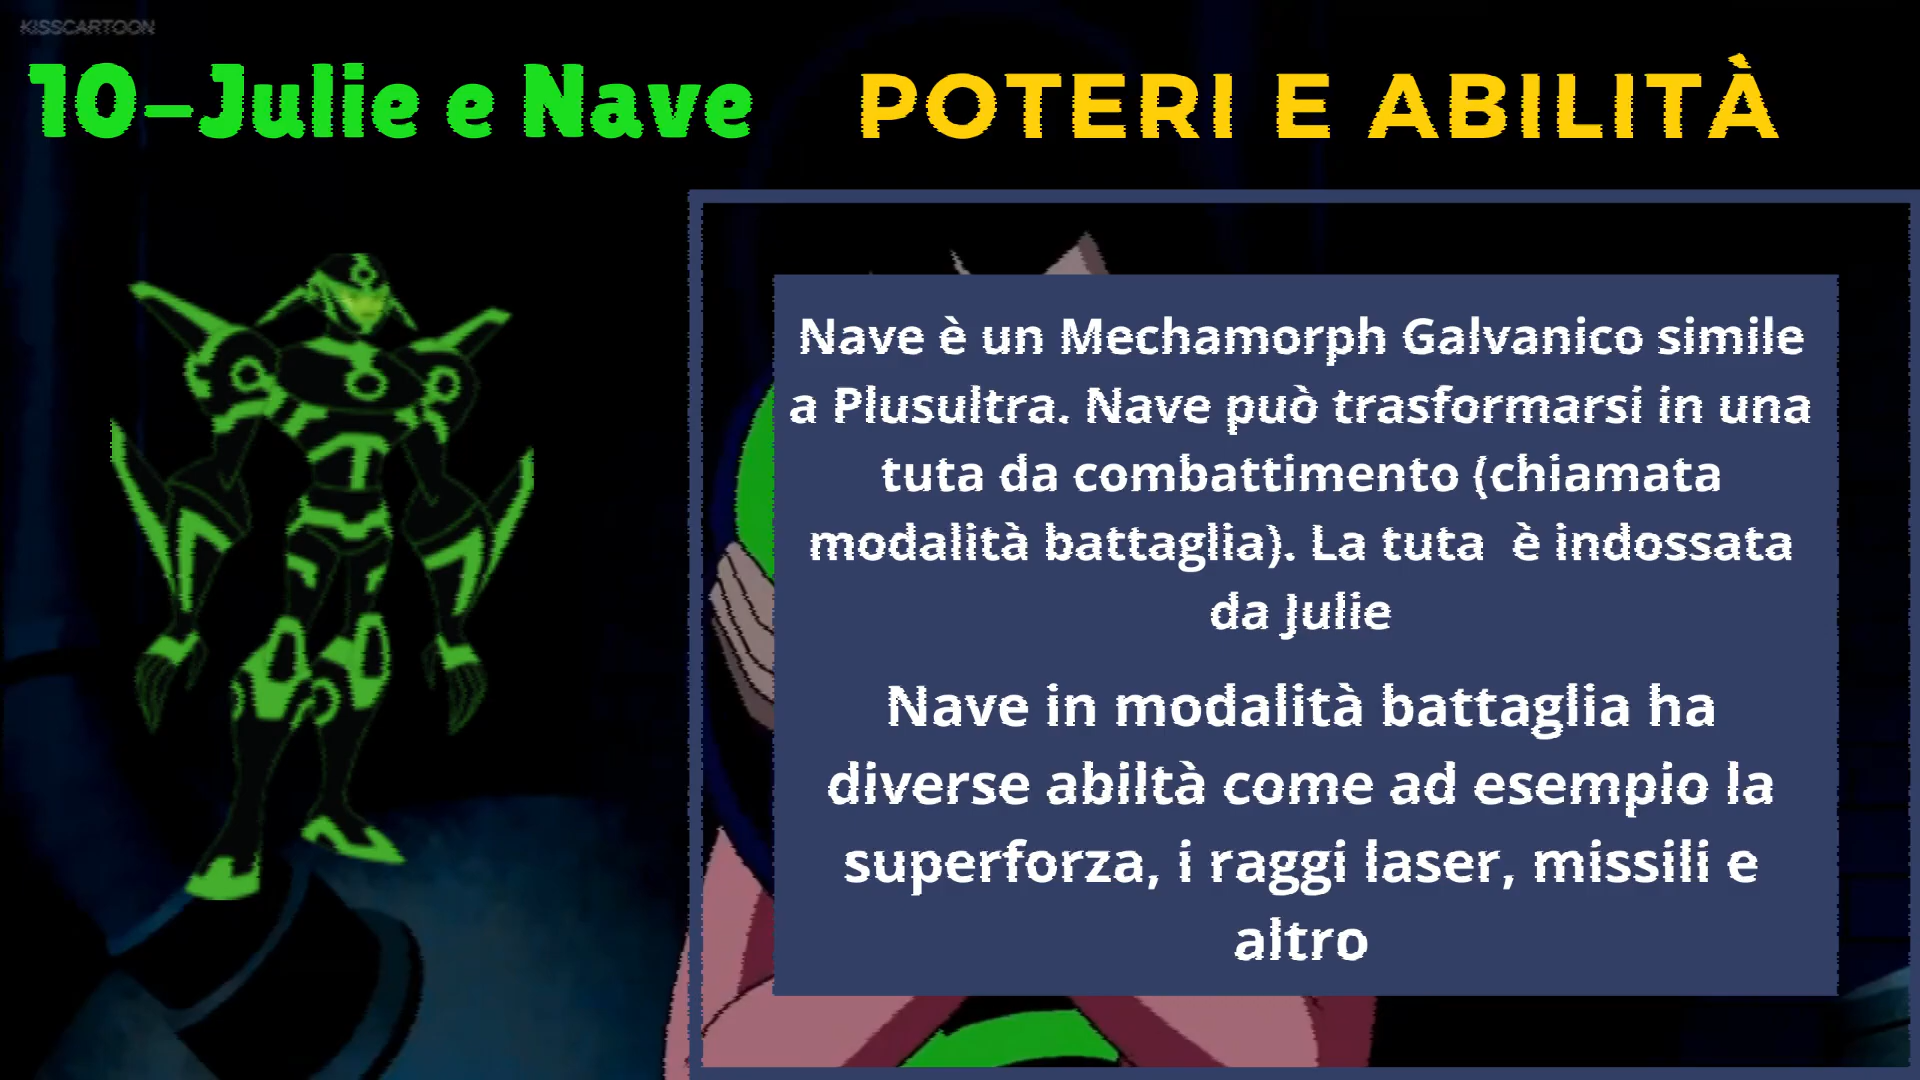 KISSCARTOON
10-Julie e Nave
POTERI E ABILITÀ
Nave è un Mechamorph Galvanico simile
a Plusultra. Nave può trasformarsi in una
tuta da combattimento (chiamata
modalità battaglia). La tuta è indossata
da Julie
Nave in modalità battaglia ha
diverse abiltà come ad esempio la
superforza, i raggi laser, missili e
altro